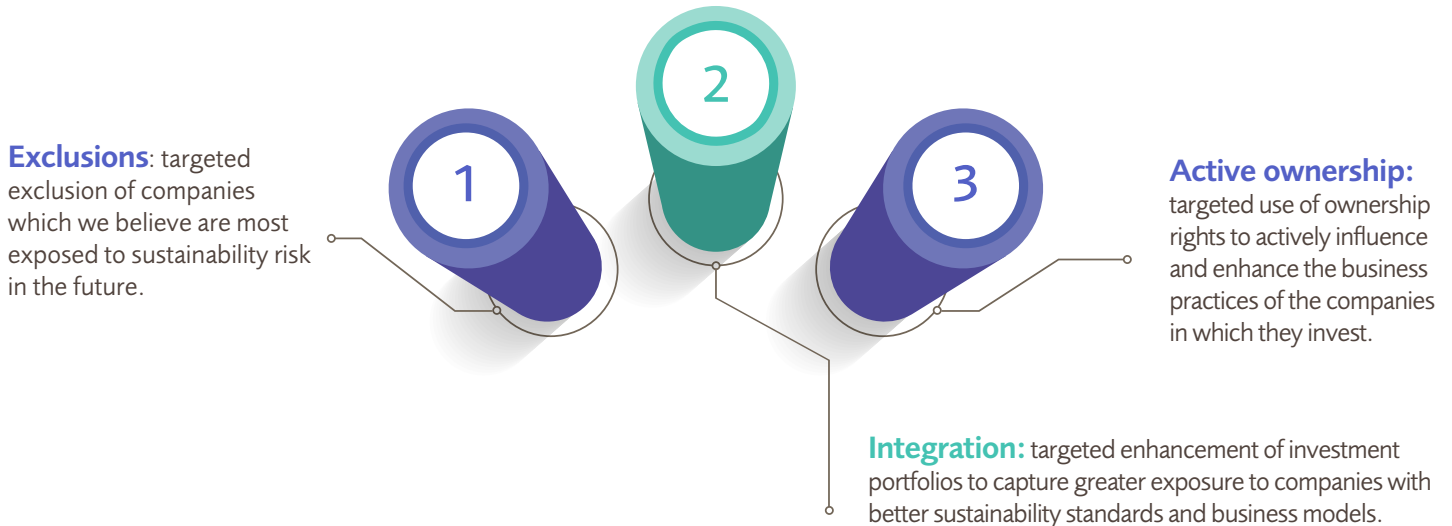 1
2
3
Exclusions: targeted
exclusion of companies
which we believe are most
exposed to sustainability risk
in the future.
Active ownership:
targeted use of ownership
rights to actively influence
and enhance the business
practices of the companies
in which they invest.
Integration: targeted enhancement of investment
portfolios to capture greater exposure to companies with
better sustainability standards and business models.